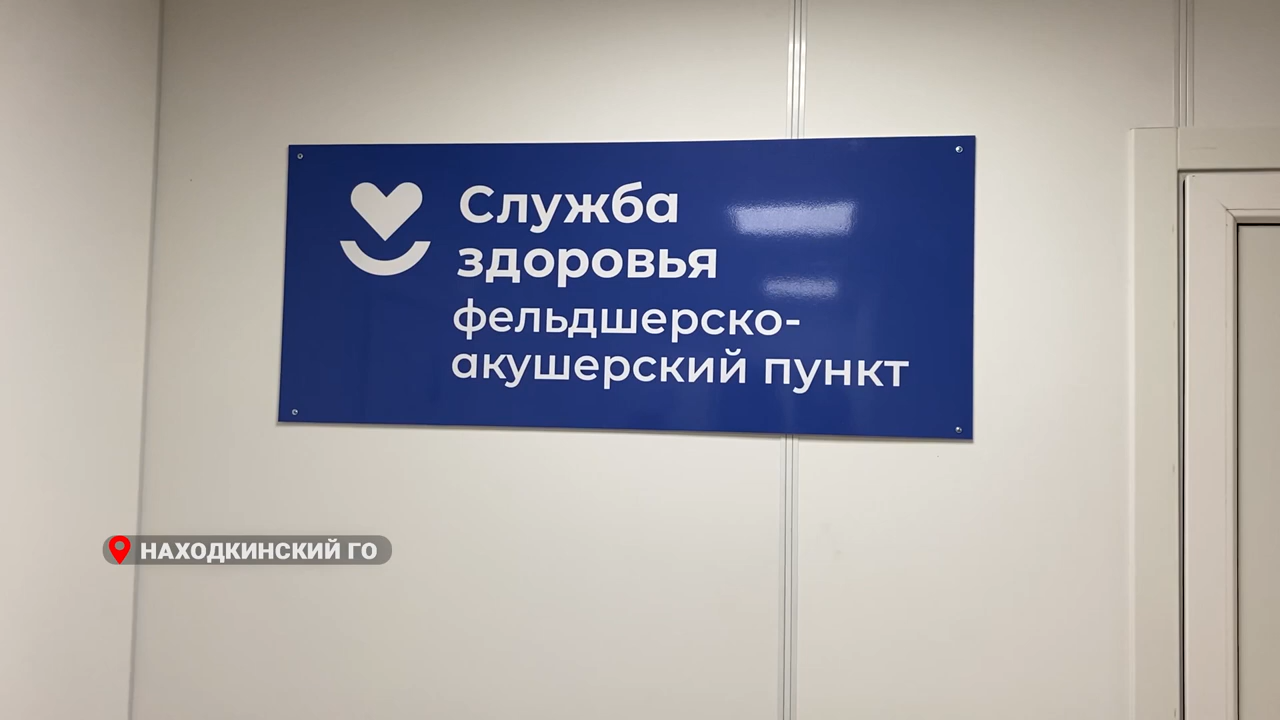 Служба
здоровья
фельдшерско-
акушерский пункт
НАХОДКИНСКИЙ ГО